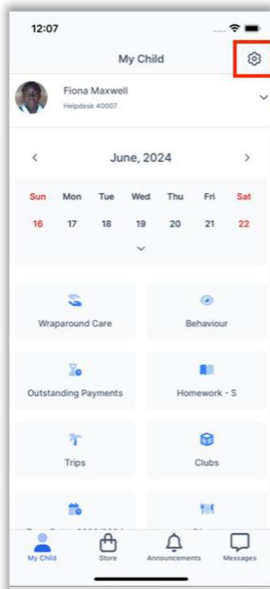 12:07
My Child
Fiona Maxwell
Helpdesk 40007
June, 2024
Sun Mon Tue Wed Thu Fri Sat
16 17 18 19 20 21 22
Wraparound Care Behaviour
Outstanding Payments Homework - S
Trips Clubs
My Child Store Announcements Messages